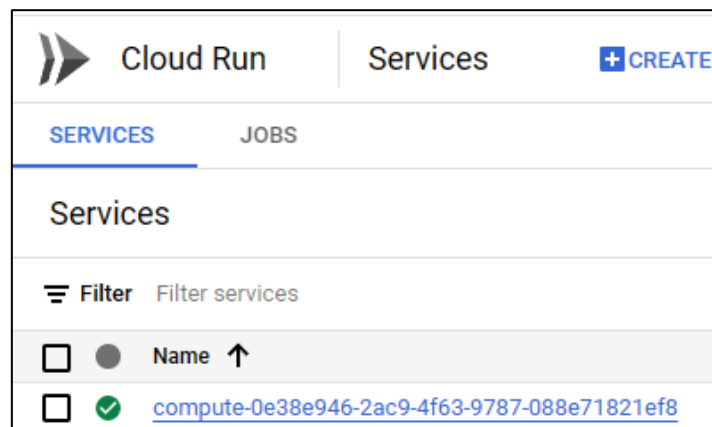 Cloud Run Services CREATE
SERVICES JOBS
Services
Filter Filter services
Name
compute-0e38e946-2ac9-4f63-9787-088e71821ef8